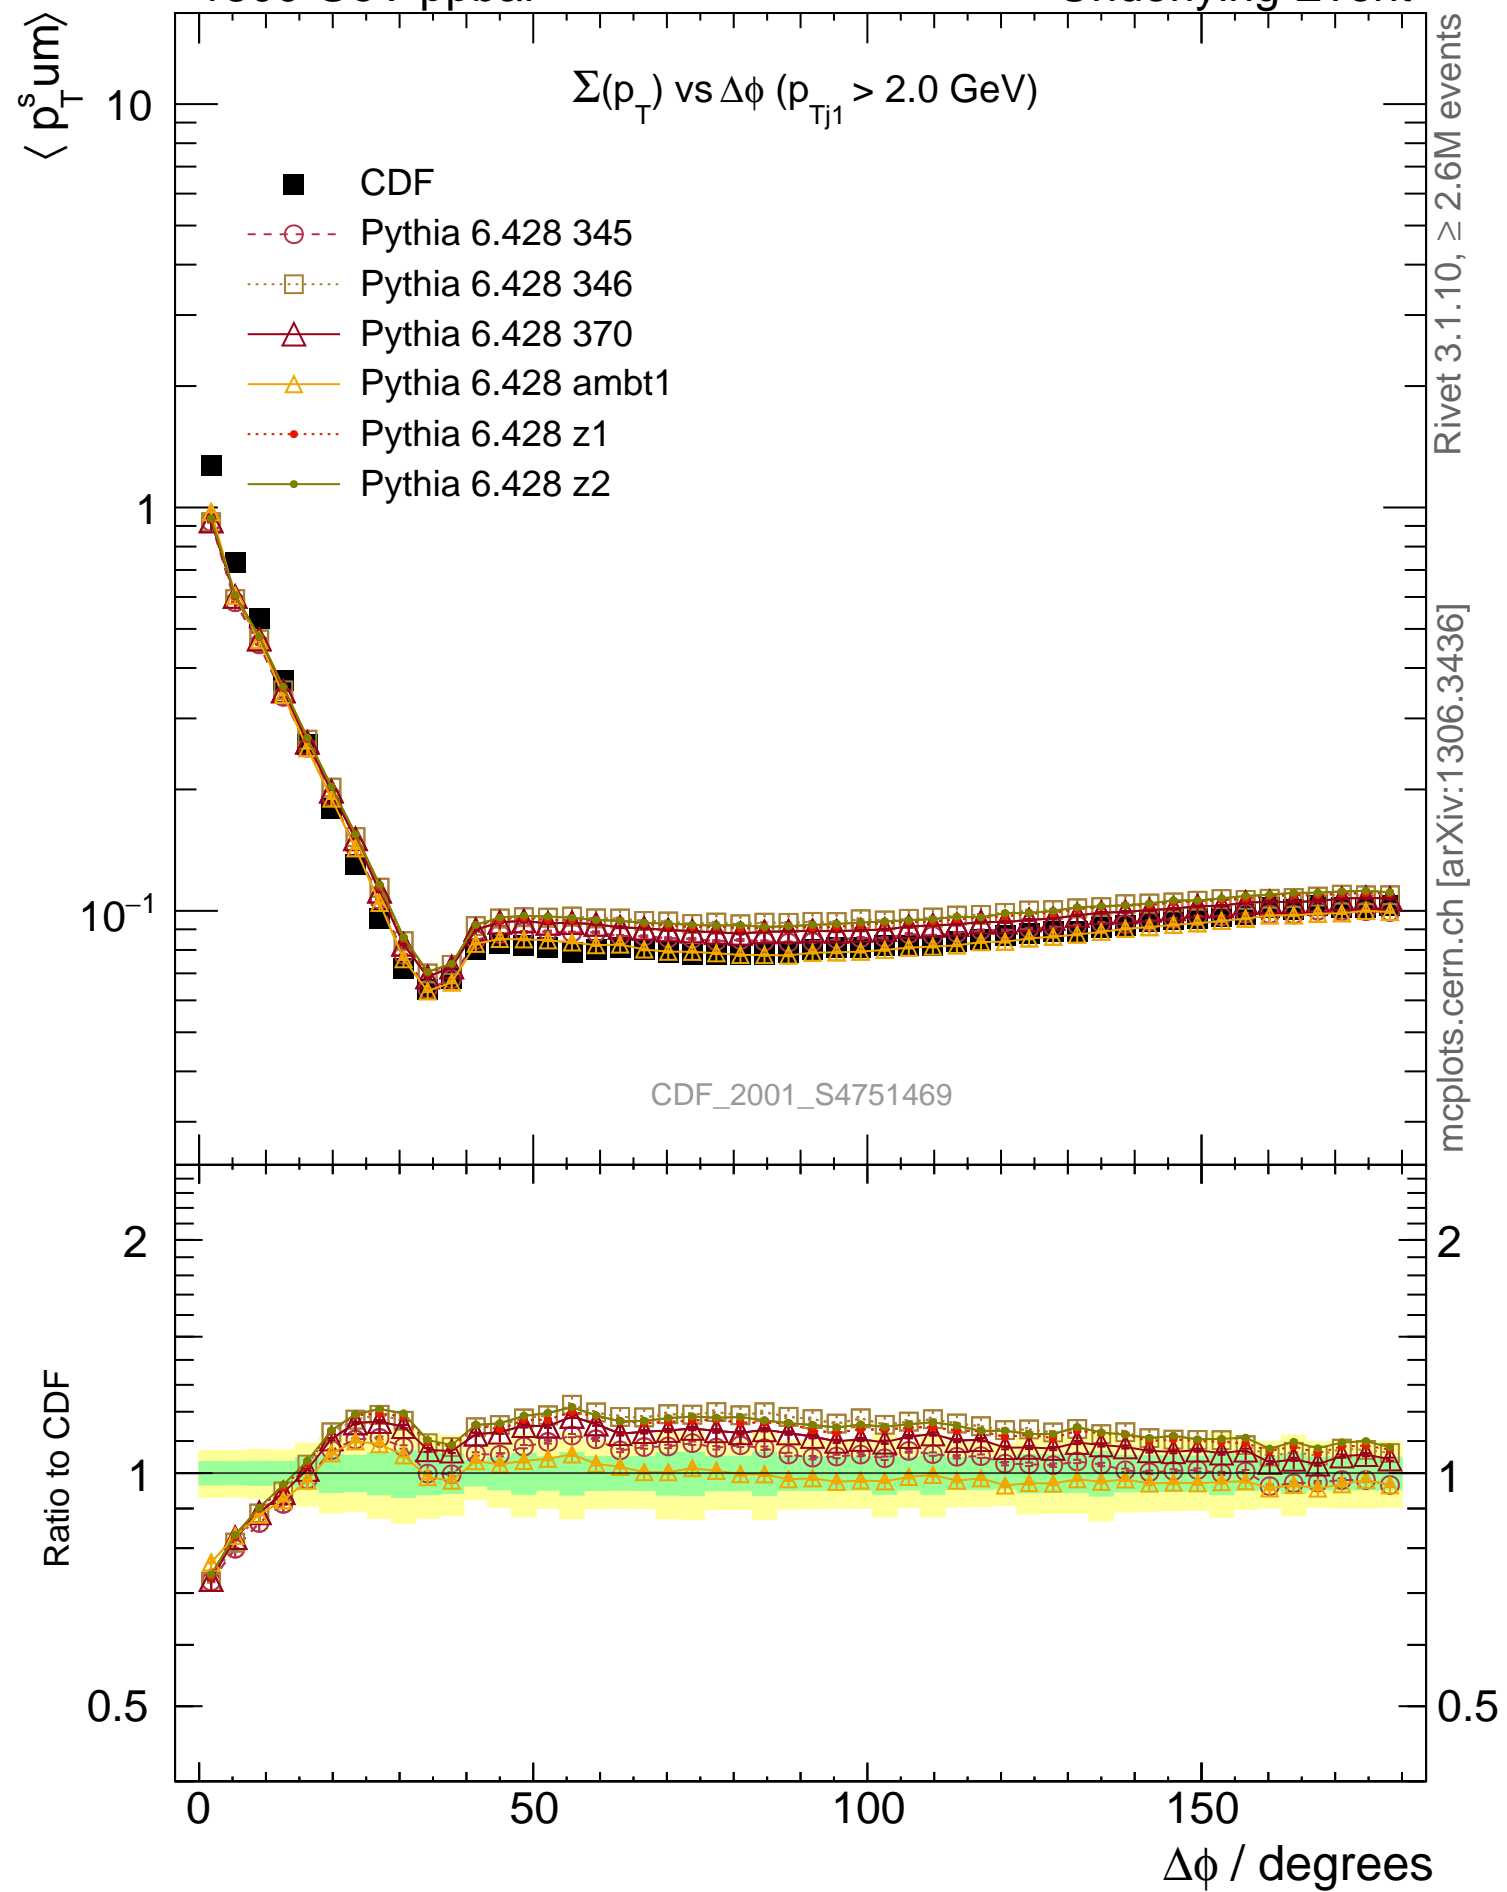 ⟨ p_T^sum⟩
Σ(p_T) vs Δϕ (p_Tj1 > 2.0 GeV)
CDF
Pythia 6.428 345
Pythia 6.428 346
Pythia 6.428 370
Pythia 6.428 ambt1
Pythia 6.428 z1
Pythia 6.428 z2
10
1
10⁻¹
CDF_2001_S4751469
Rivet 3.1.10, ≥ 2.6M events
mcplots.cern.ch [arXiv:1306.3436]
Ratio to CDF
2
1
0.5
2
1
0.5
0 50 100 150
Δϕ / degrees